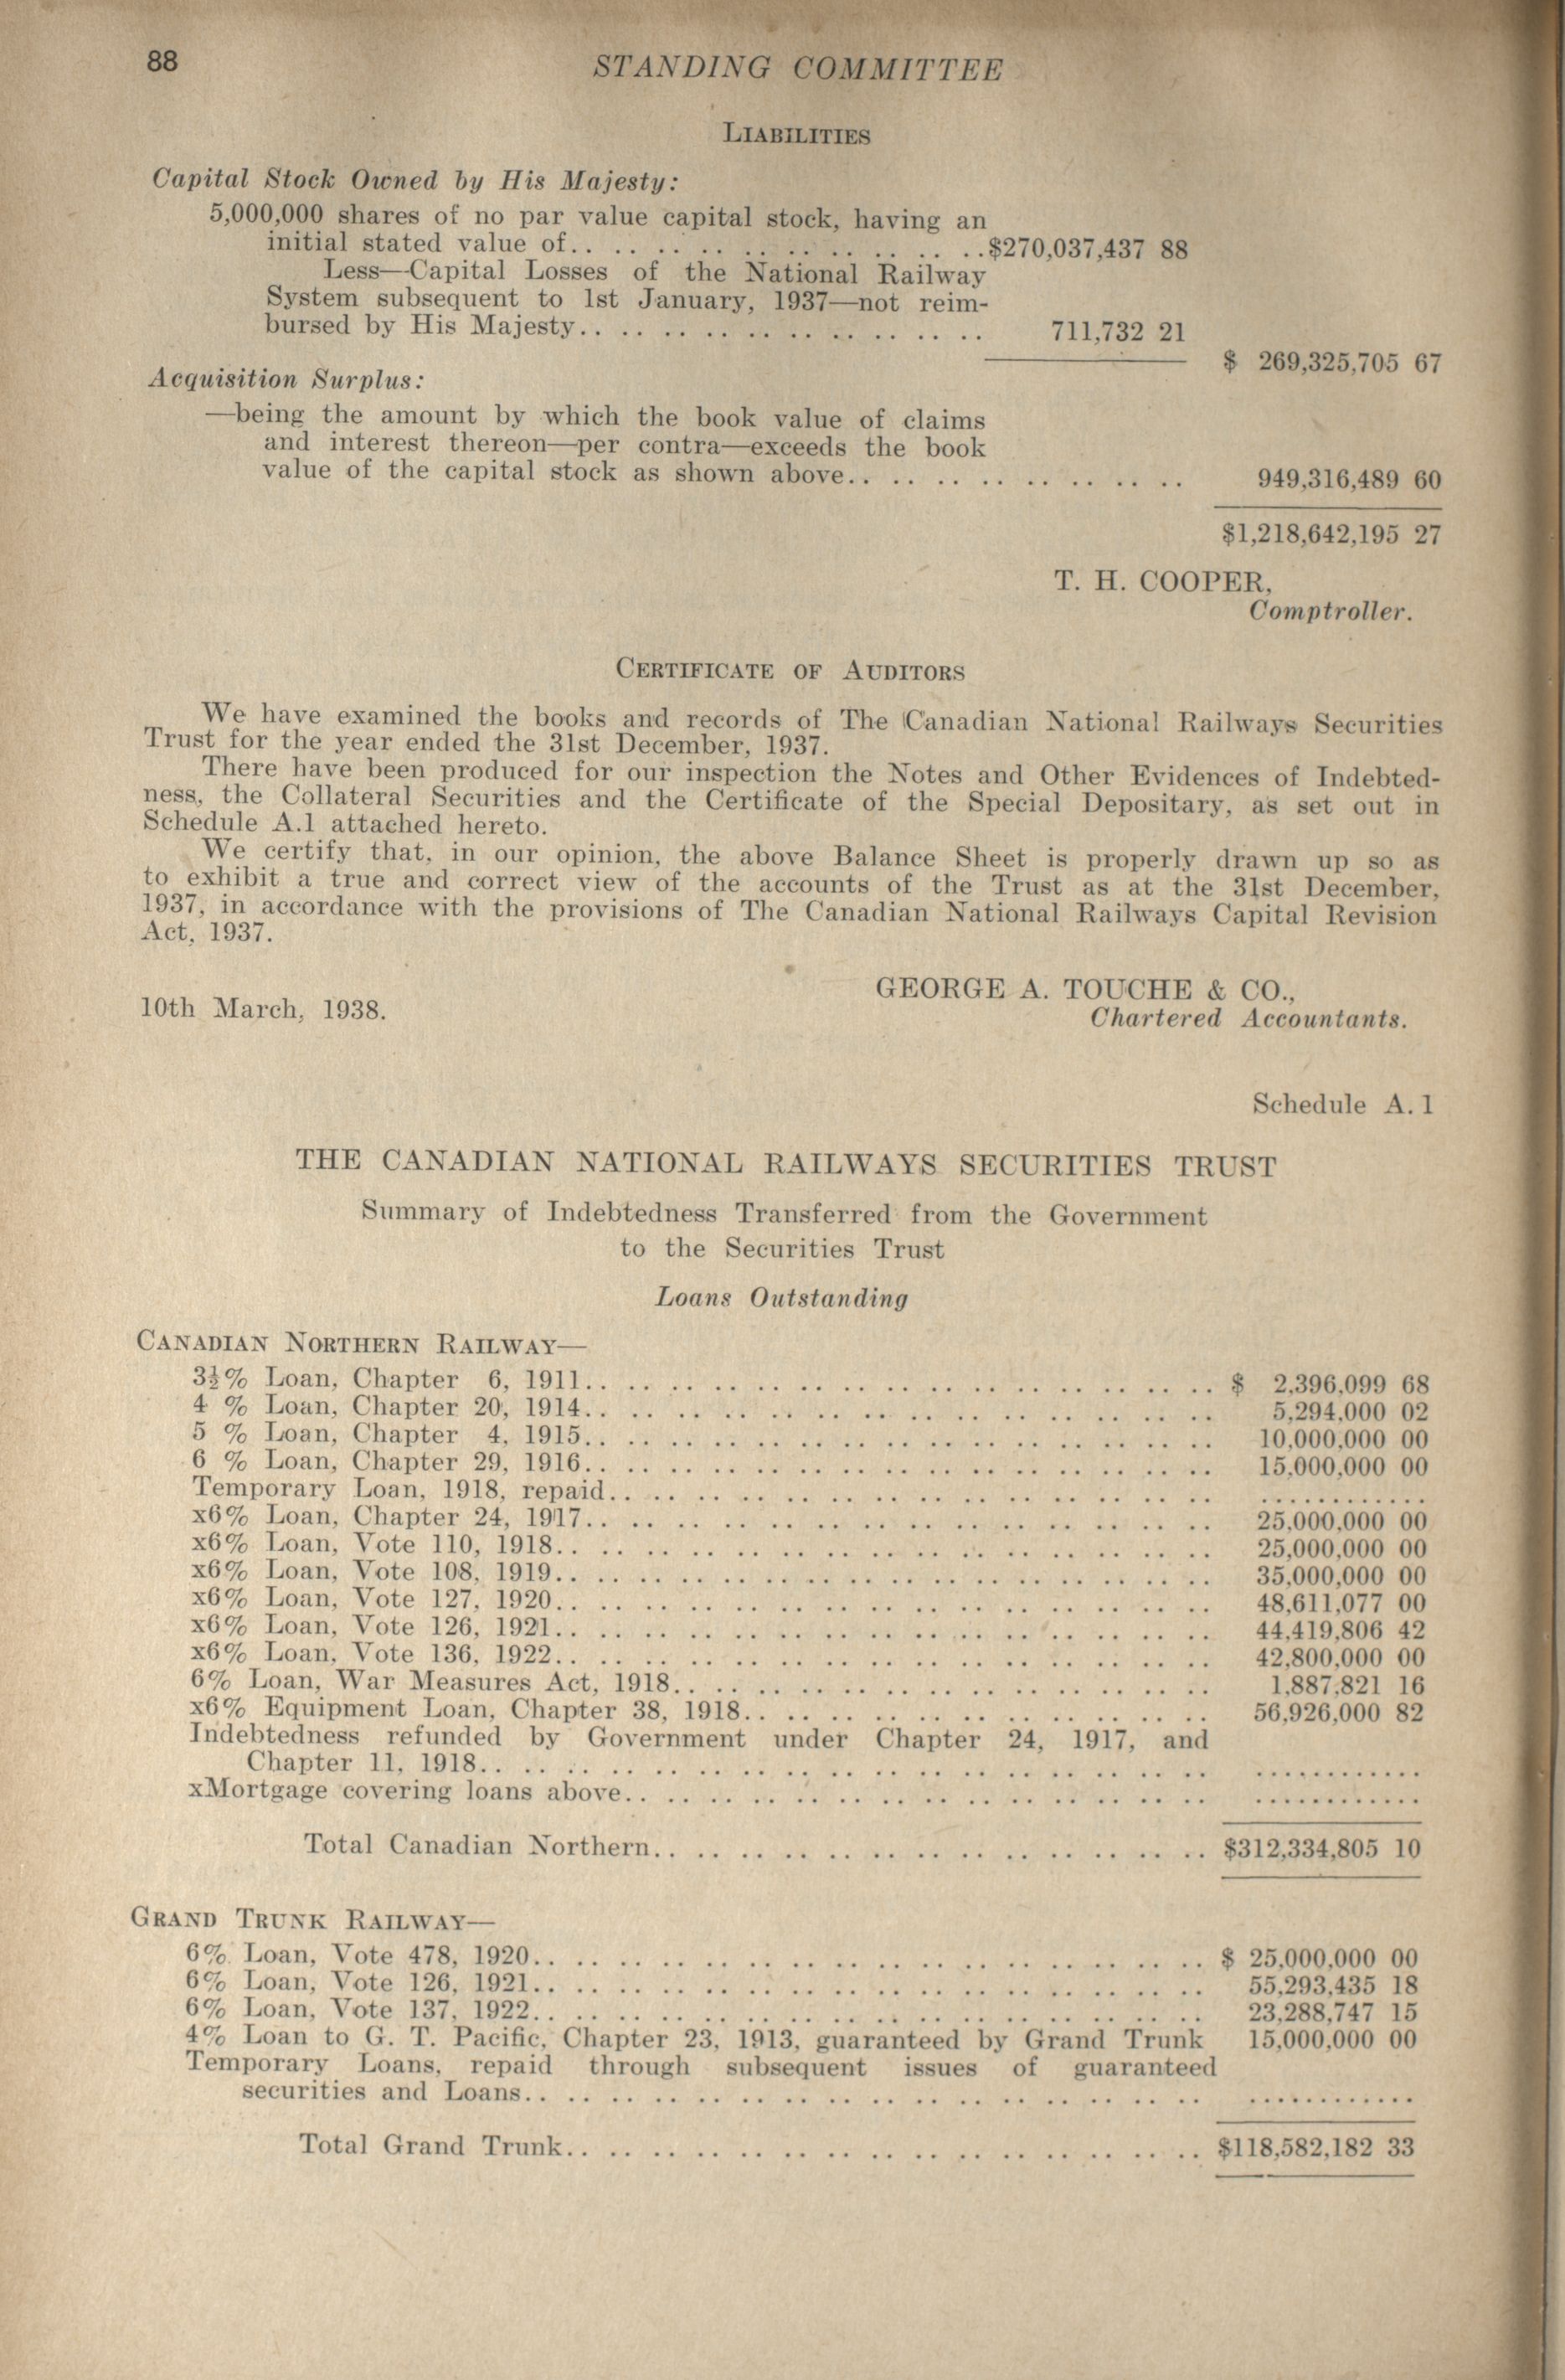 88
STANDING COMMITTEE
LIABILITIES
Capital Stock Owned by His Majesty:
5,000,000 shares of no par value capital stock, having an
initial stated value of.. .. .. .. .. .. .. .. .. ..$270,037,437 88
Less—Capital Losses of the National Railway
System subsequent to 1st January, 1937—not reim-
bursed by His Majesty.. .. .. .. .. .. .. .. .. .. 711,732 21
$ 269,325,705 67
Acquisition Surplus:
—being the amount by which the book value of claims
and interest thereon—per contra—exceeds the book
value of the capital stock as shown above.. .. .. .. .. .. .. .. 949,316,489 60
$1,218,642,195 27
T. H. COOPER,
Comptroller.
CERTIFICATE OF AUDITORS
We have examined the books and records of The Canadian National Railways Securities
Trust for the year ended the 31st December, 1937.
There have been produced for our inspection the Notes and Other Evidences of Indebted-
ness, the Collateral Securities and the Certificate of the Special Depositary, as set out in
Schedule A.1 attached hereto.
We certify that, in our opinion, the above Balance Sheet is properly drawn up so as
to exhibit a true and correct view of the accounts of the Trust as at the 31st December,
1937, in accordance with the provisions of The Canadian National Railways Capital Revision
Act, 1937.
GEORGE A. TOUCHE & CO.,
10th March, 1938.
Chartered Accountants.
Schedule A. 1
THE CANADIAN NATIONAL RAILWAYS SECURITIES TRUST
Summary of Indebtedness Transferred from the Government
to the Securities Trust
Loans Outstanding
CANADIAN NORTHERN RAILWAY—
3½% Loan, Chapter 6, 1911.. .. .. .. .. .. .. .. .. .. .. .. .. .. .. $ 2,396,099 68
4 % Loan, Chapter 20, 1914.. .. .. .. .. .. .. .. .. .. .. .. .. .. .. 5,294,000 02
5 % Loan, Chapter 4, 1915.. .. .. .. .. .. .. .. .. .. .. .. .. .. .. 10,000,000 00
6 % Loan, Chapter 29, 1916.. .. .. .. .. .. .. .. .. .. .. .. .. .. .. 15,000,000 00
Temporary Loan, 1918, repaid.. .. .. .. .. .. .. .. .. .. .. .. .. .. ............
x6% Loan, Chapter 24, 1917.. .. .. .. .. .. .. .. .. .. .. .. .. .. .. 25,000,000 00
x6% Loan, Vote 110, 1918.. .. .. .. .. .. .. .. .. .. .. .. .. .. .. 25,000,000 00
x6% Loan, Vote 108, 1919.. .. .. .. .. .. .. .. .. .. .. .. .. .. .. 35,000,000 00
x6% Loan, Vote 127, 1920.. .. .. .. .. .. .. .. .. .. .. .. .. .. .. 48,611,077 00
x6% Loan, Vote 126, 1921.. .. .. .. .. .. .. .. .. .. .. .. .. .. .. 44,419,806 42
x6% Loan, Vote 136, 1922.. .. .. .. .. .. .. .. .. .. .. .. .. .. .. 42,800,000 00
6% Loan, War Measures Act, 1918.. .. .. .. .. .. .. .. .. .. .. .. .. 1,887,821 16
x6% Equipment Loan, Chapter 38, 1918.. .. .. .. .. .. .. .. .. .. .. 56,926,000 82
Indebtedness refunded by Government under Chapter 24, 1917, and
Chapter 11, 1918.. .. .. .. .. .. .. .. .. .. .. .. .. .. .. .. .. ............
xMortgage covering loans above.. .. .. .. .. .. .. .. .. .. .. .. .. .. ............
Total Canadian Northern.. .. .. .. .. .. .. .. .. .. .. .. .. $312,334,805 10
GRAND TRUNK RAILWAY—
6% Loan, Vote 478, 1920.. .. .. .. .. .. .. .. .. .. .. .. .. .. .. .. $ 25,000,000 00
6% Loan, Vote 126, 1921.. .. .. .. .. .. .. .. .. .. .. .. .. .. .. .. 55,293,435 18
6% Loan, Vote 137, 1922.. .. .. .. .. .. .. .. .. .. .. .. .. .. .. .. 23,288,747 15
4% Loan to G. T. Pacific, Chapter 23, 1913, guaranteed by Grand Trunk 15,000,000 00
Temporary Loans, repaid through subsequent issues of guaranteed
securities and Loans.. .. .. .. .. .. .. .. .. .. .. .. .. .. .. .. ............
Total Grand Trunk.. .. .. .. .. .. .. .. .. .. .. .. .. .. .. $118,582,182 33